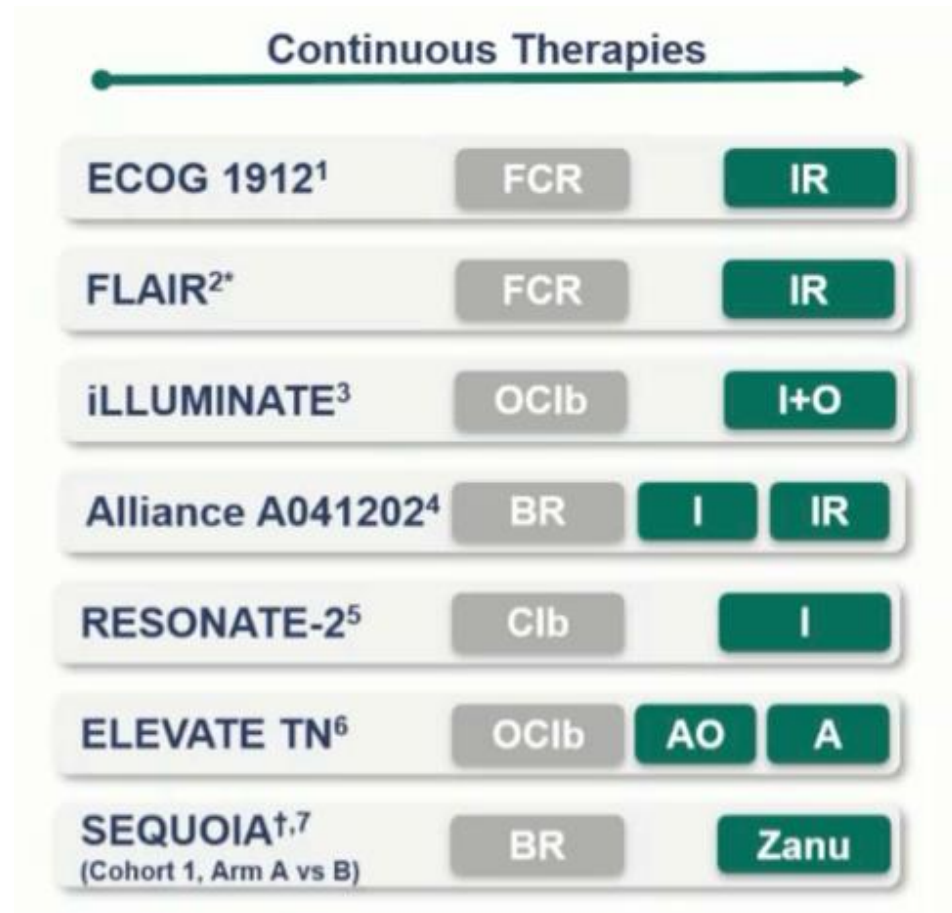 Continuous Therapies
ECOG 1912¹ FCR IR
FLAIR²* FCR IR
iLLUMINATE³ OClb I+O
Alliance A041202⁴ BR I IR
RESONATE-2⁵ Clb I
ELEVATE TN⁶ OClb AO A
SEQUOIA†,⁷ BR Zanu
(Cohort 1, Arm A vs B)